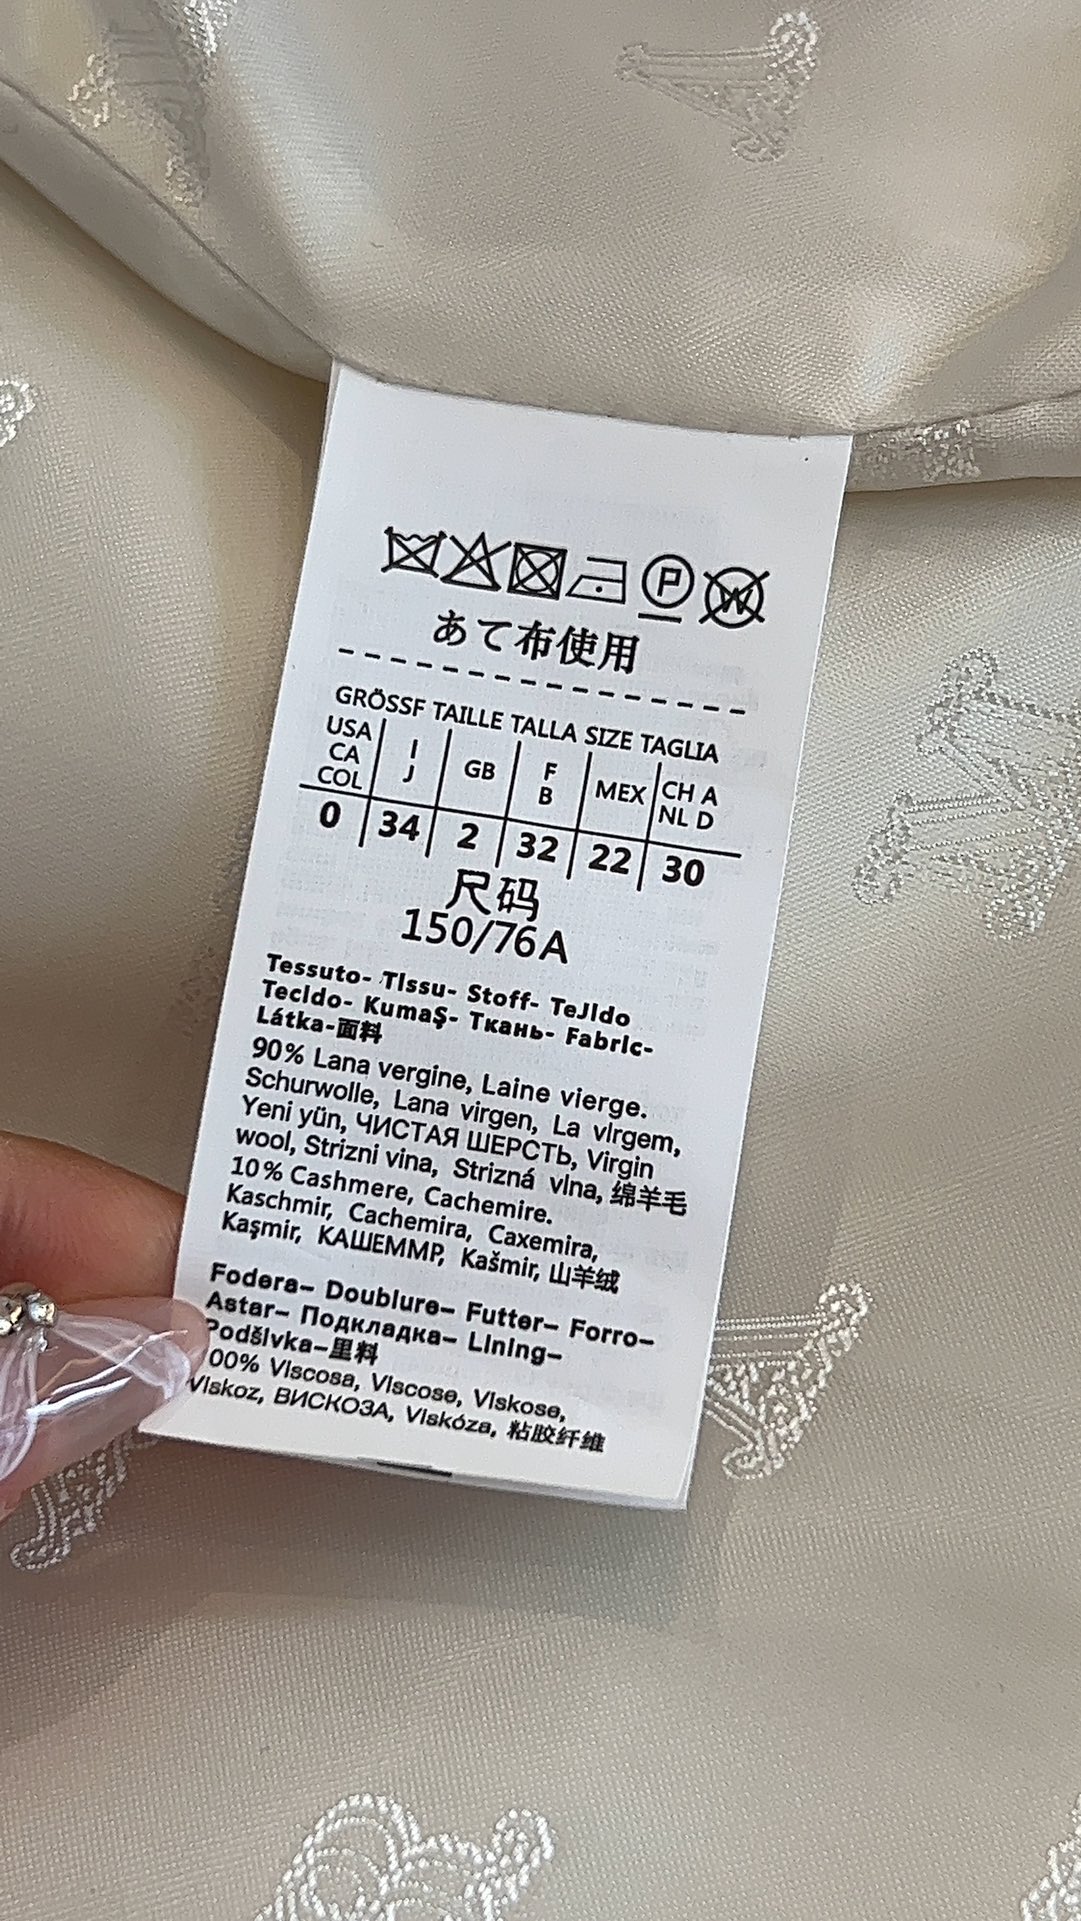 P W
あて布使用
GRÖSSF TAILLE TALLA SIZE TAGLIA
USA CA COL I J GB F B MEX CH A NL D
0 34 2 32 22 30
尺码
150/76A
Tessuto- TIssu- Stoff- TeJIdo
TecIdo- KumaŞ- Ткань- FabrIc-
Látka-面料
90% Lana vergine, Laine vierge.
Schurwolle, Lana virgen, La vIrgem,
Yeni yün, ЧИСТАЯ ШЕРСТЬ, Virgin
wool, Strizni vina, Strizná vIna, 绵羊毛
10% Cashmere, Cachemire.
Kaschmir, Cachemira, Caxemira,
Kaşmir, КАШЕММР, Kašmir, 山羊绒
Fodera- Doublure- Futter- Forro-
Astar- Подкладка- LInIng-
PodšIvka-里料
00% VIscosa, VIscose, VIskose,
VIskoz, ВИСКОЗА, VIskóza, 粘胶纤维